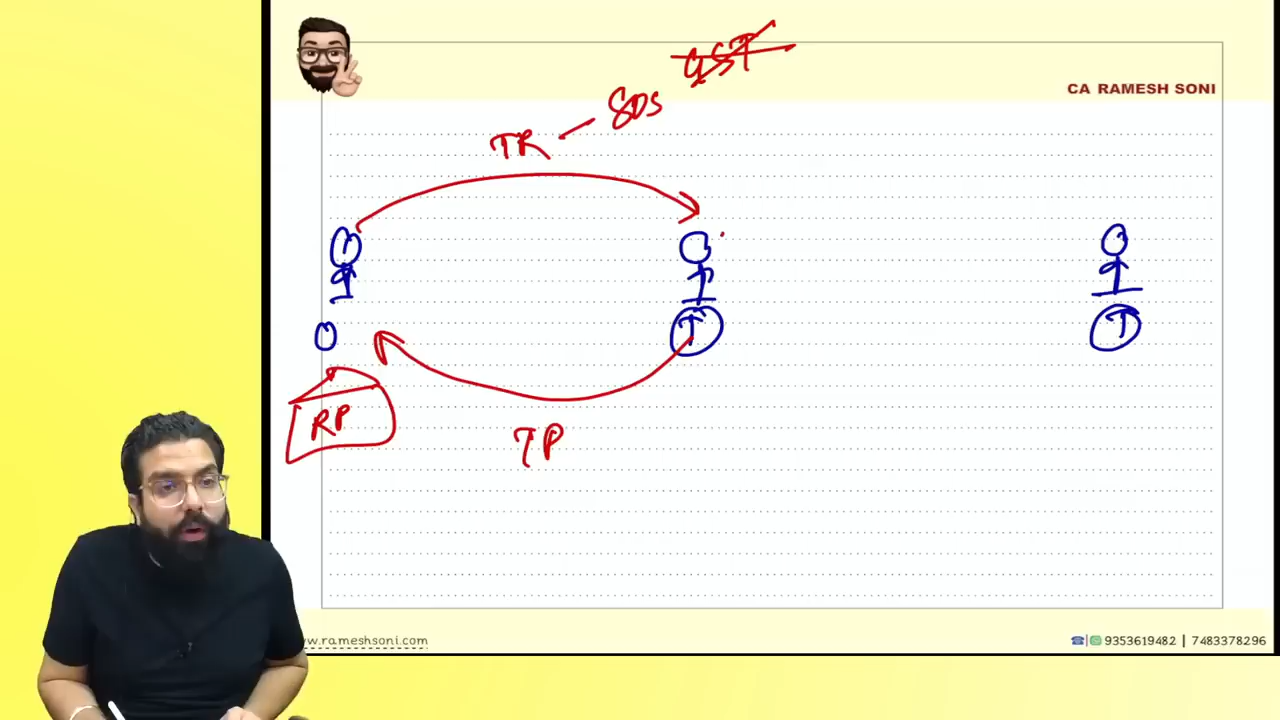 GST
CA RAMESH SONI
SDS
TR
O
T
T
RP
TP
www.rameshsoni.com
9353619482 | 7483378296